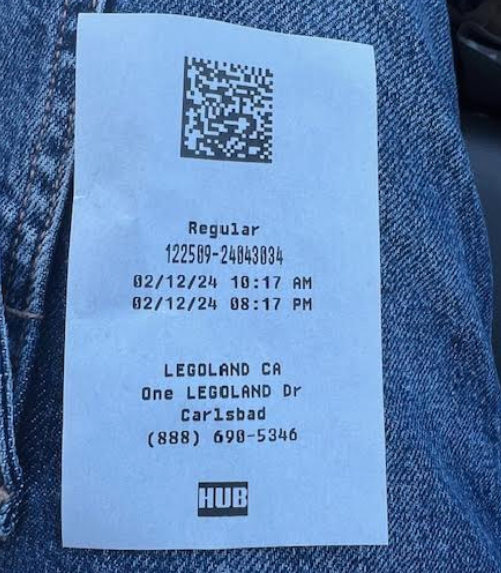 Regular
122509-24043034
02/12/24 10:17 AM
02/12/24 08:17 PM
LEGOLAND CA
One LEGOLAND Dr
Carlsbad
(888) 690-5346
HUB